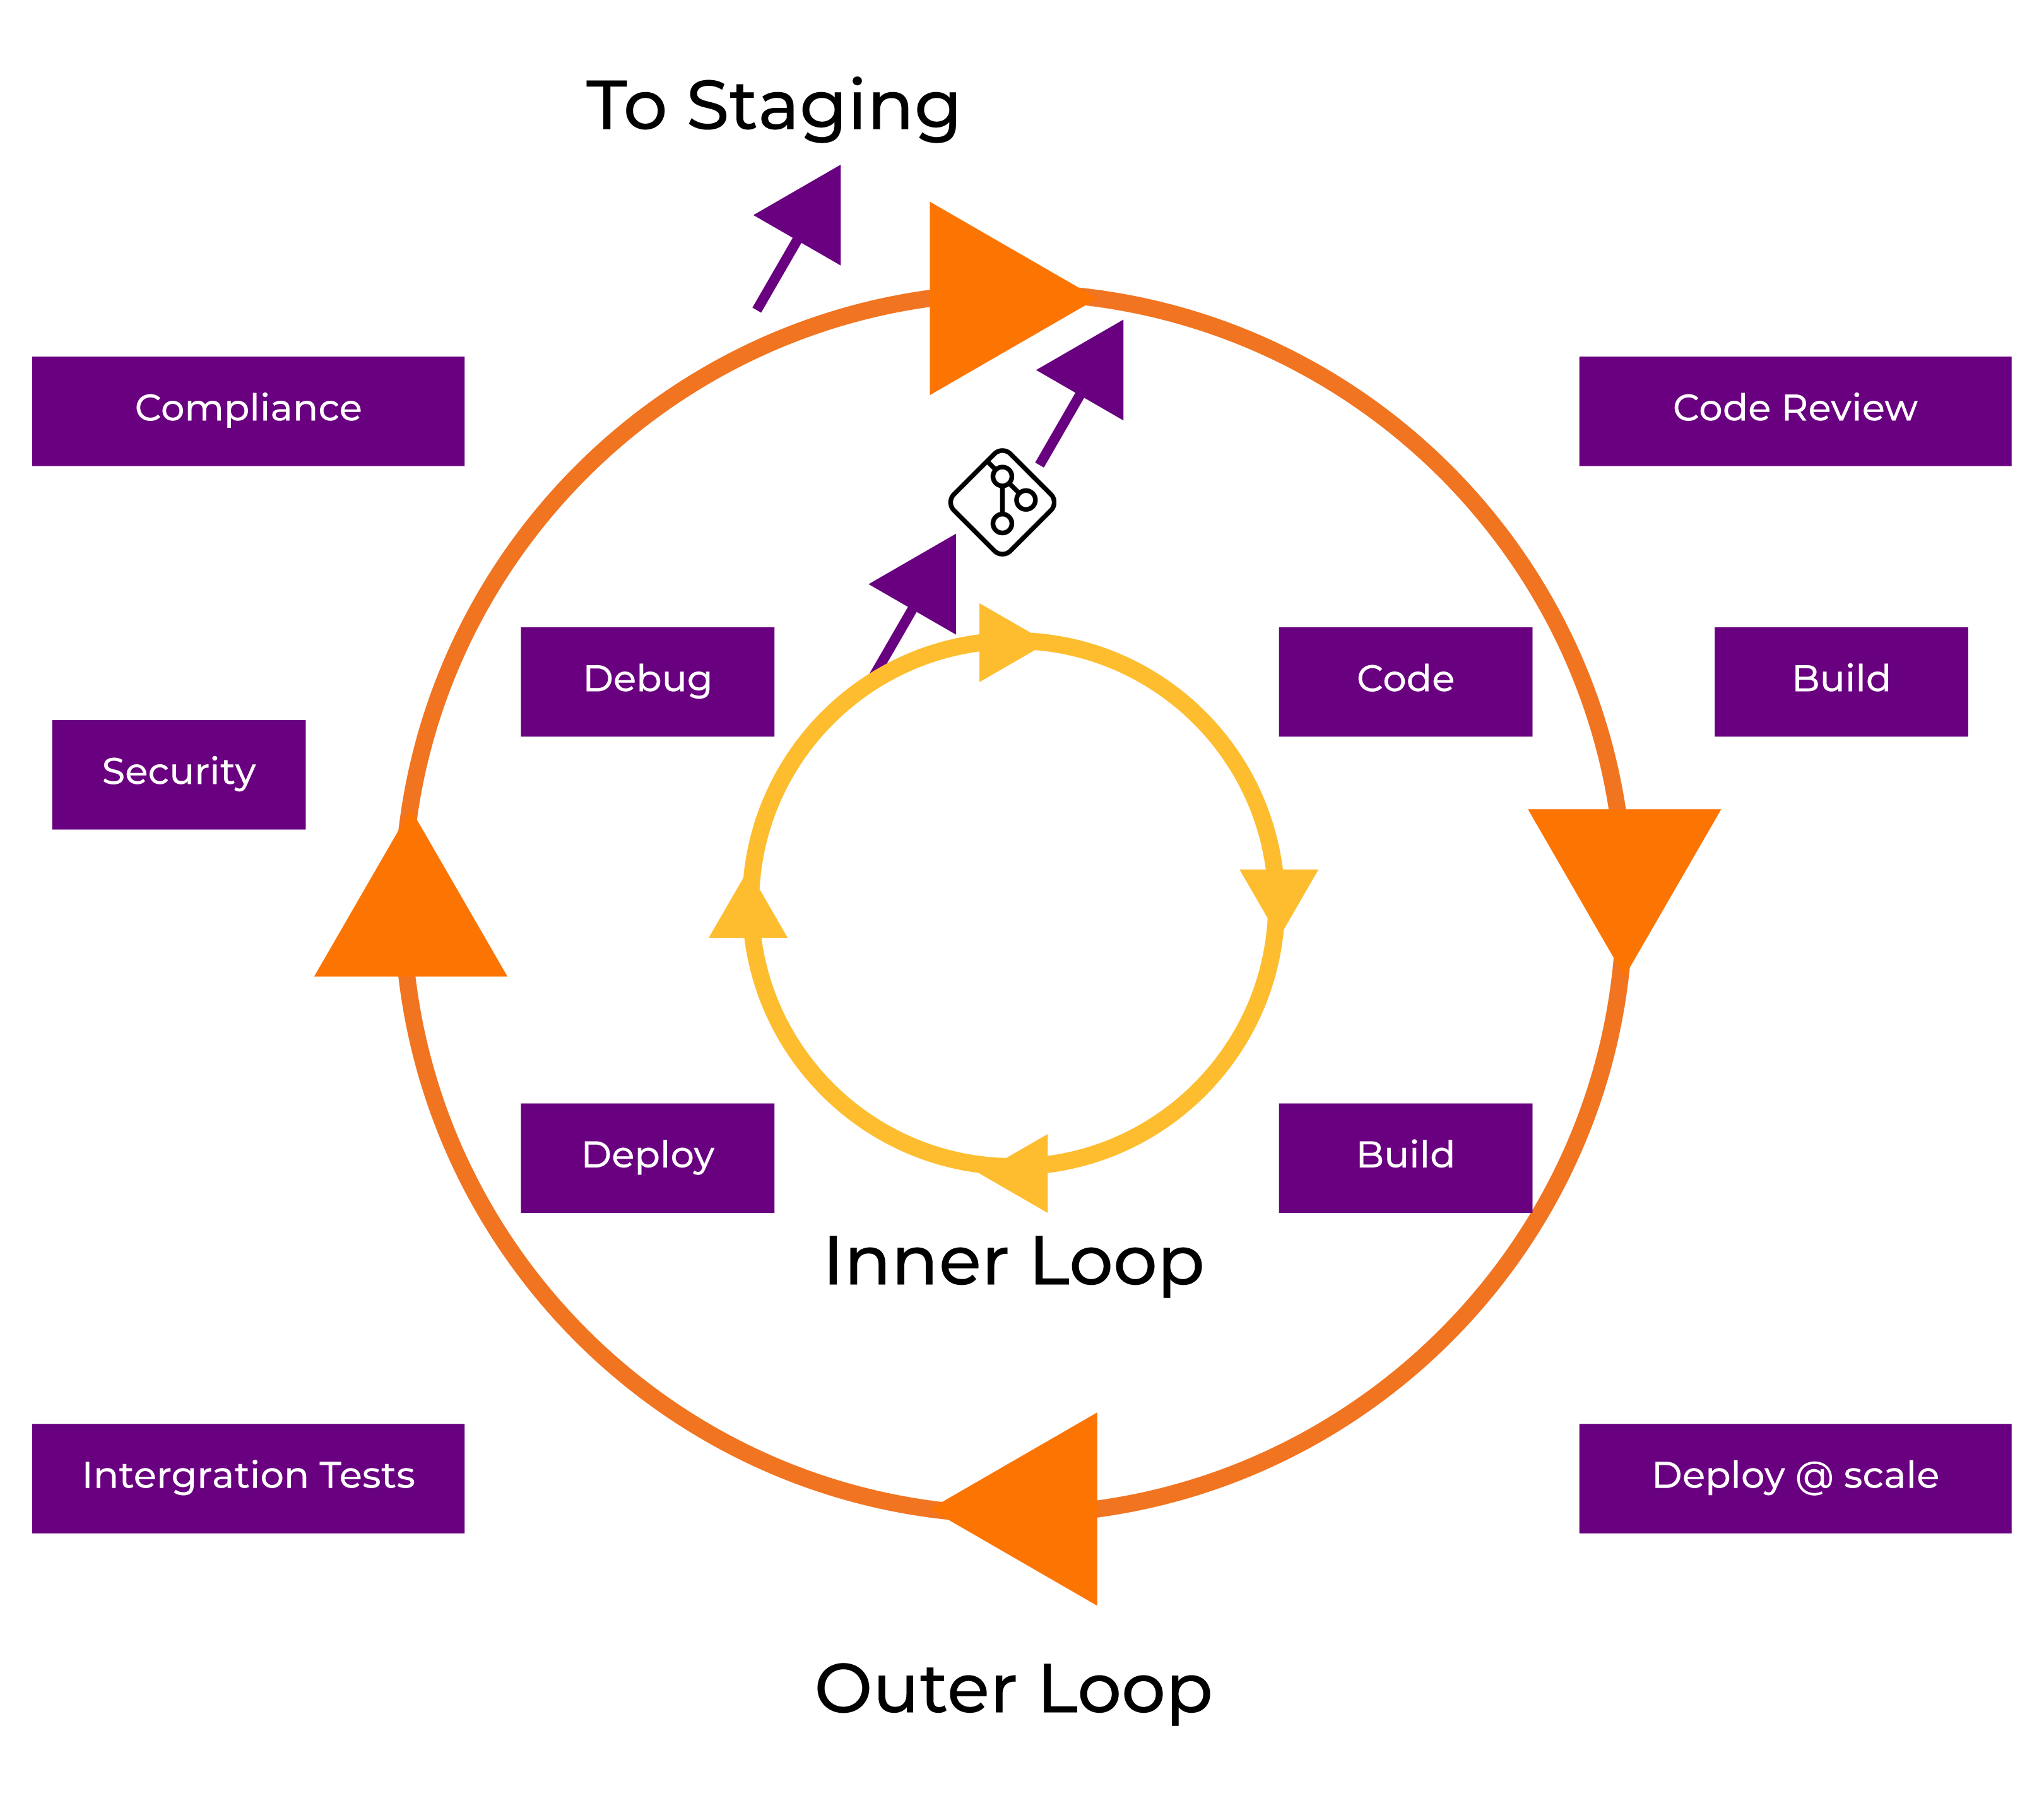 To Staging
Compliance
Code Review
Debug
Code
Build
Security
Deploy
Build
Inner Loop
Intergration Tests
Deploy @ scale
Outer Loop